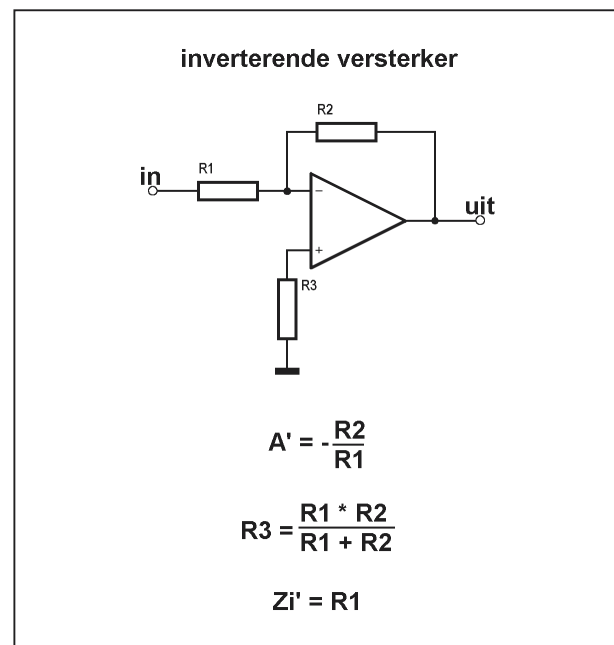 inverterende versterker
R2
R1
in
−
uit
+
R3
A' = - R2
R1
R3 = R1 * R2
R1 + R2
Zi' = R1